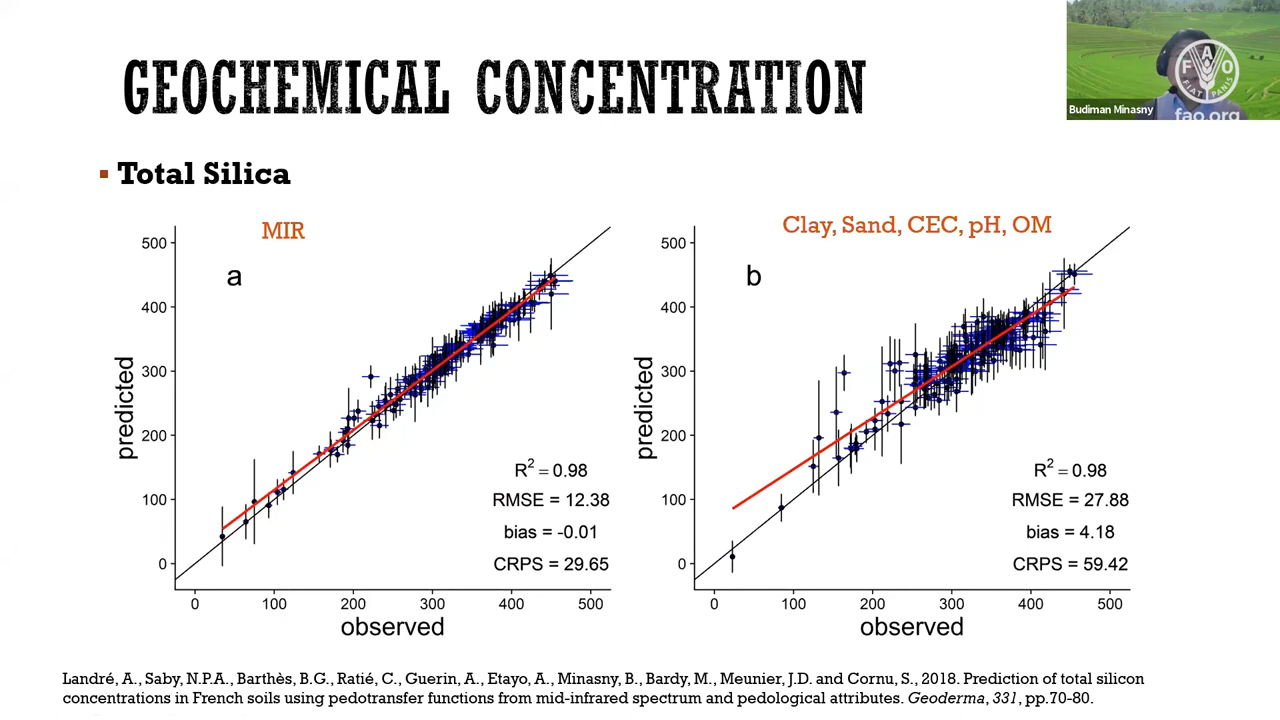 GEOCHEMICAL CONCENTRATION
F A O
FIAT PANIS
fao.org
Budiman Minasny
▪ Total Silica
MIR
a
500
400
300
200
100
0
predicted
R² = 0.98
RMSE = 12.38
bias = -0.01
CRPS = 29.65
0 100 200 300 400 500
observed
Clay, Sand, CEC, pH, OM
b
500
400
300
200
100
0
predicted
R² = 0.98
RMSE = 27.88
bias = 4.18
CRPS = 59.42
0 100 200 300 400 500
observed
Landré, A., Saby, N.P.A., Barthès, B.G., Ratié, C., Guerin, A., Etayo, A., Minasny, B., Bardy, M., Meunier, J.D. and Cornu, S., 2018. Prediction of total silicon
concentrations in French soils using pedotransfer functions from mid-infrared spectrum and pedological attributes. Geoderma, 331, pp.70-80.